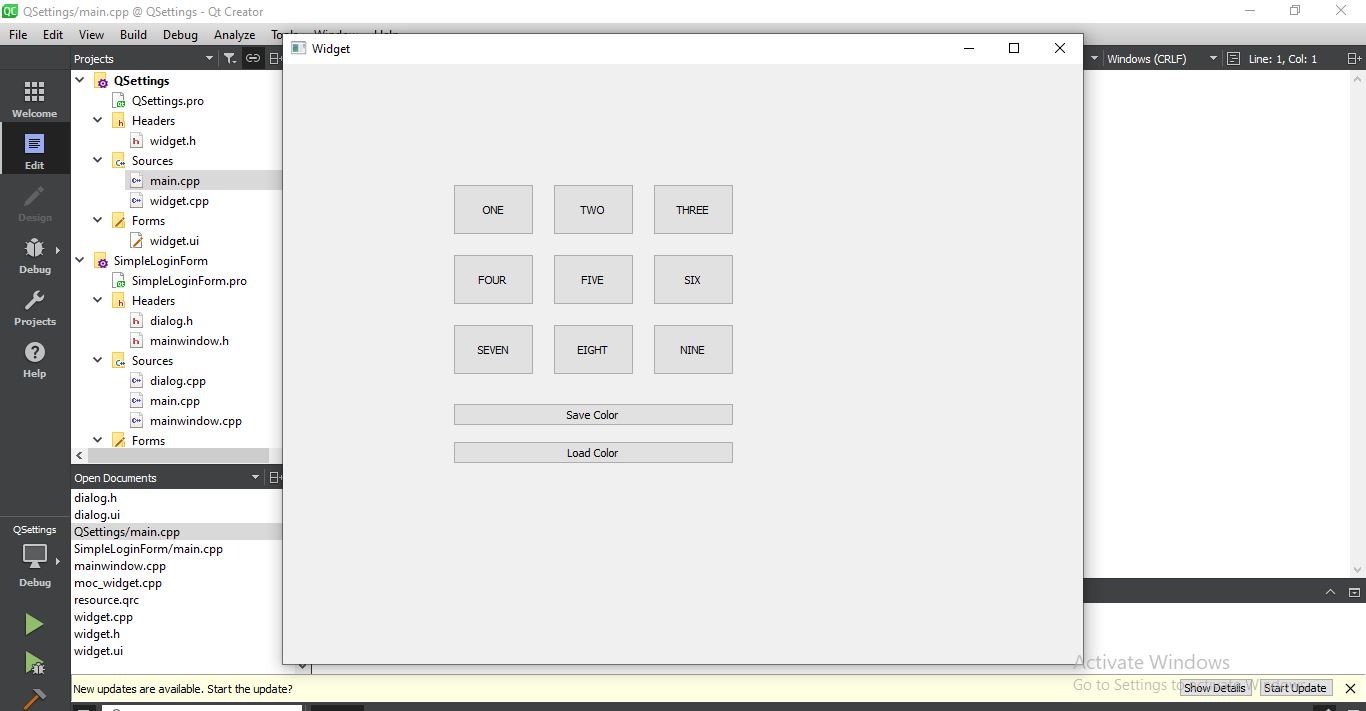 QSettings/main.cpp @ QSettings - Qt Creator
File Edit View Build Debug Analyze
Widget
Projects
Windows (CRLF)
Line: 1, Col: 1
Welcome
Edit
Design
Debug
Projects
Help
QSettings
QSettings.pro
Headers
widget.h
Sources
main.cpp
widget.cpp
Forms
widget.ui
SimpleLoginForm
SimpleLoginForm.pro
Headers
dialog.h
mainwindow.h
Sources
dialog.cpp
main.cpp
mainwindow.cpp
Forms
ONE TWO THREE
FOUR FIVE SIX
SEVEN EIGHT NINE
Save Color
Load Color
Open Documents
dialog.h
dialog.ui
QSettings/main.cpp
SimpleLoginForm/main.cpp
mainwindow.cpp
moc_widget.cpp
resource.qrc
widget.cpp
widget.h
widget.ui
QSettings
Debug
Activate Windows
Go to Settings to
New updates are available. Start the update?
Show Details
Start Update